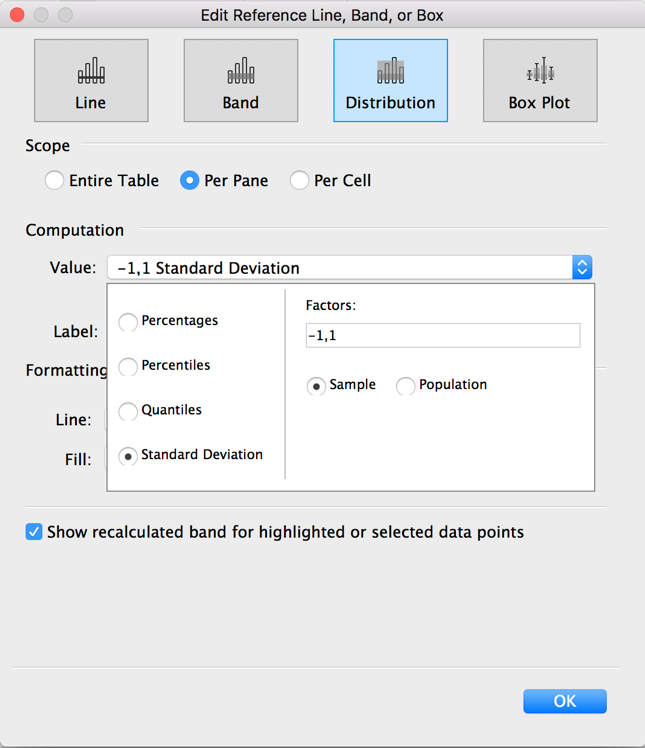 Edit Reference Line, Band, or Box
Line Band Distribution Box Plot
Scope
Entire Table Per Pane Per Cell
Computation
Value: -1,1 Standard Deviation
Factors:
Percentages
-1,1
Label:
Percentiles
Formatting
Sample Population
Quantiles
Line:
Standard Deviation
Fill:
Show recalculated band for highlighted or selected data points
OK